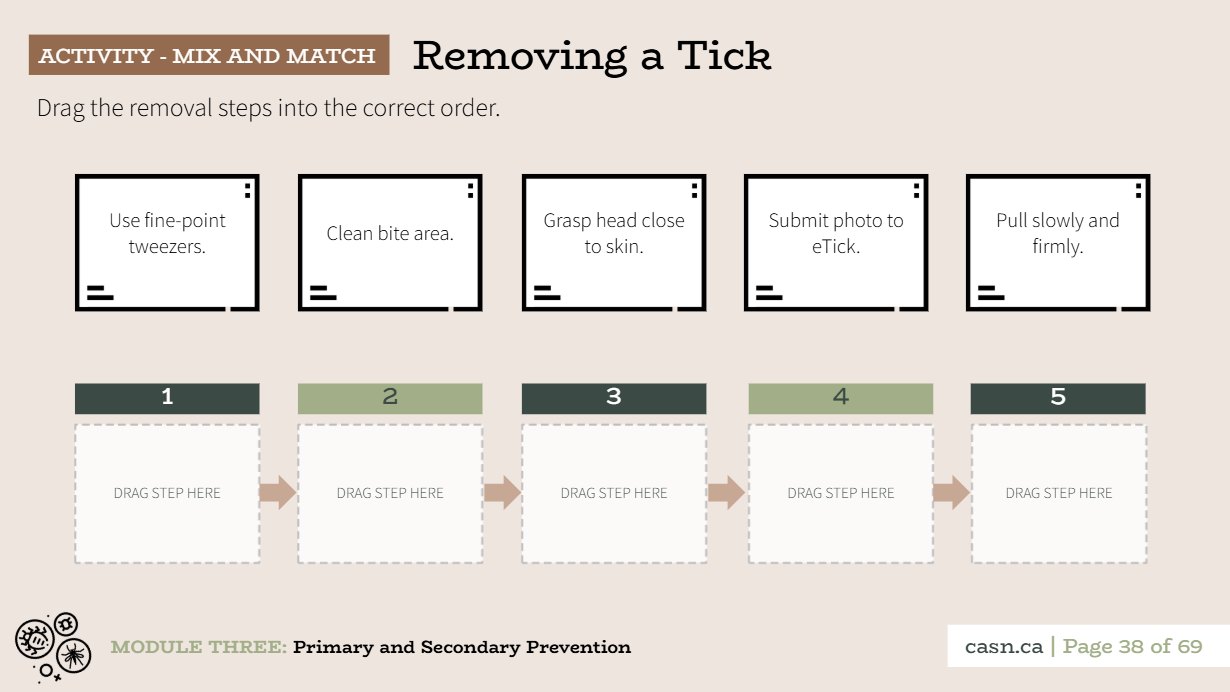 ACTIVITY - MIX AND MATCH
Removing a Tick
Drag the removal steps into the correct order.
Use fine-point
tweezers.
Clean bite area.
Grasp head close
to skin.
Submit photo to
eTick.
Pull slowly and
firmly.
1
2
3
4
5
DRAG STEP HERE
DRAG STEP HERE
DRAG STEP HERE
DRAG STEP HERE
DRAG STEP HERE
MODULE THREE: Primary and Secondary Prevention
casn.ca | Page 38 of 69